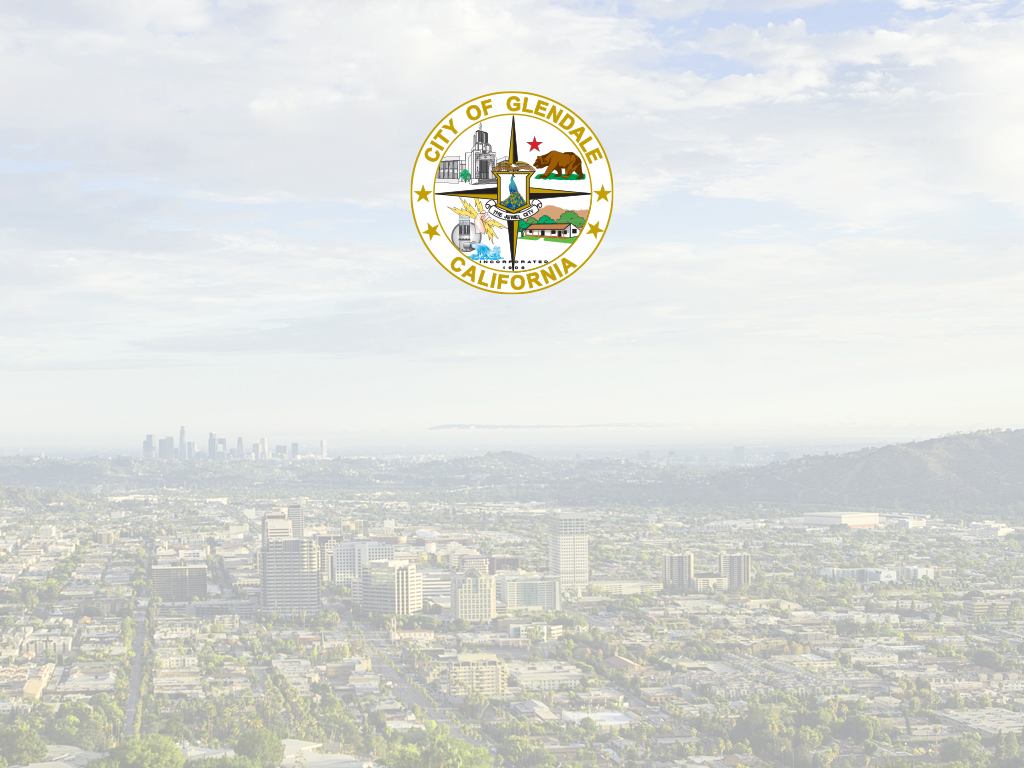 CITY OF GLENDALE
THE JEWEL CITY
INCORPORATED
1906
CALIFORNIA